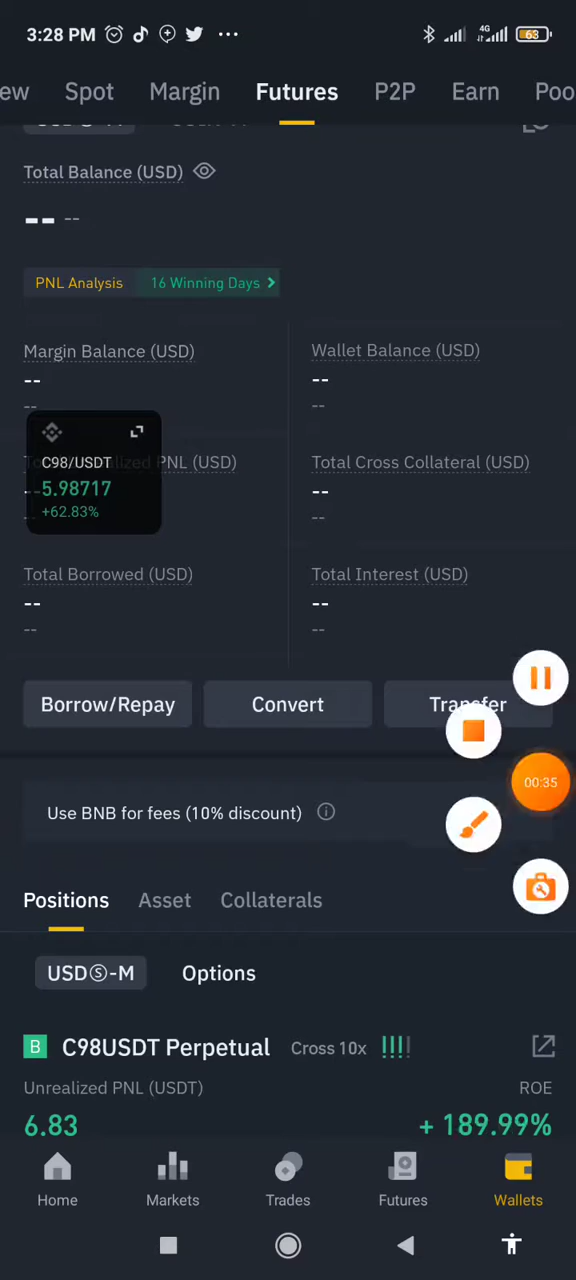 3:28 PM
4G
63
ew Spot Margin Futures P2P Earn Poo
Total Balance (USD)
-- --
PNL Analysis 16 Winning Days
Margin Balance (USD) Wallet Balance (USD)
-- --
-- --
C98/USDT
PNL (USD) Total Cross Collateral (USD)
5.98717 --
+62.83% --
Total Borrowed (USD) Total Interest (USD)
-- --
-- --
Borrow/Repay Convert Transfer
00:35
Use BNB for fees (10% discount)
Positions Asset Collaterals
USDⓈ-M Options
B C98USDT Perpetual Cross 10x
Unrealized PNL (USDT) ROE
6.83 + 189.99%
Home Markets Trades Futures Wallets